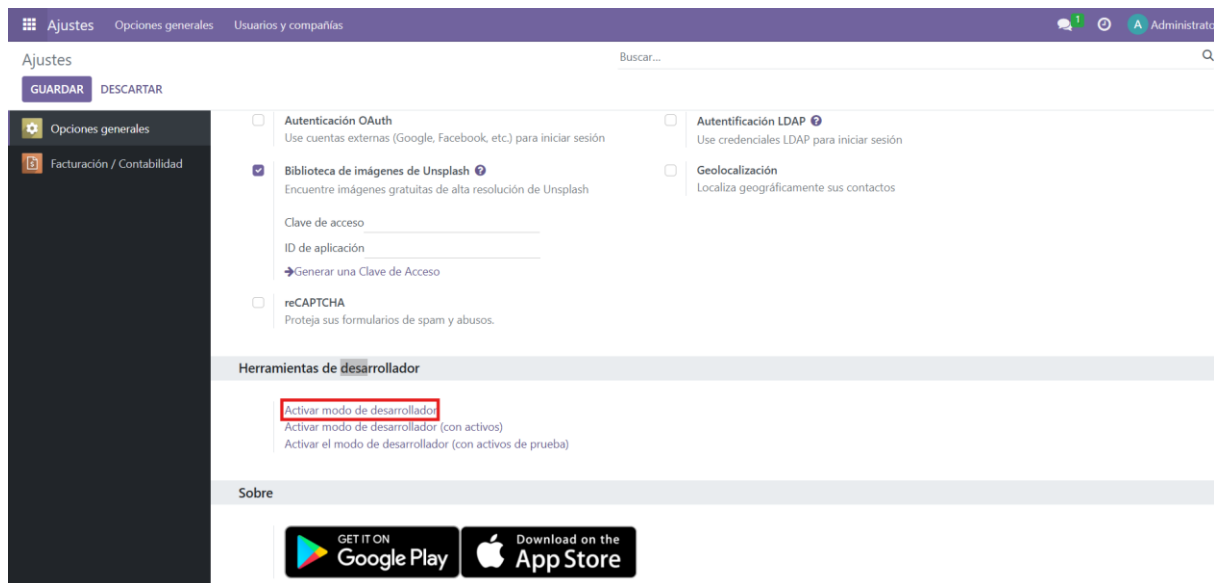 Ajustes Opciones generales Usuarios y compañías 1 A Administrato
Ajustes Buscar...
GUARDAR DESCARTAR
Opciones generales
Facturación / Contabilidad
Autenticación OAuth
Use cuentas externas (Google, Facebook, etc.) para iniciar sesión
Autentificación LDAP ?
Use credenciales LDAP para iniciar sesión
Biblioteca de imágenes de Unsplash ?
Encuentre imágenes gratuitas de alta resolución de Unsplash
Geolocalización
Localiza geográficamente sus contactos
Clave de acceso
ID de aplicación
Generar una Clave de Acceso
reCAPTCHA
Proteja sus formularios de spam y abusos.
Herramientas de desarrollador
Activar modo de desarrollador
Activar modo de desarrollador (con activos)
Activar el modo de desarrollador (con activos de prueba)
Sobre
GET IT ON
Google Play
Download on the
App Store